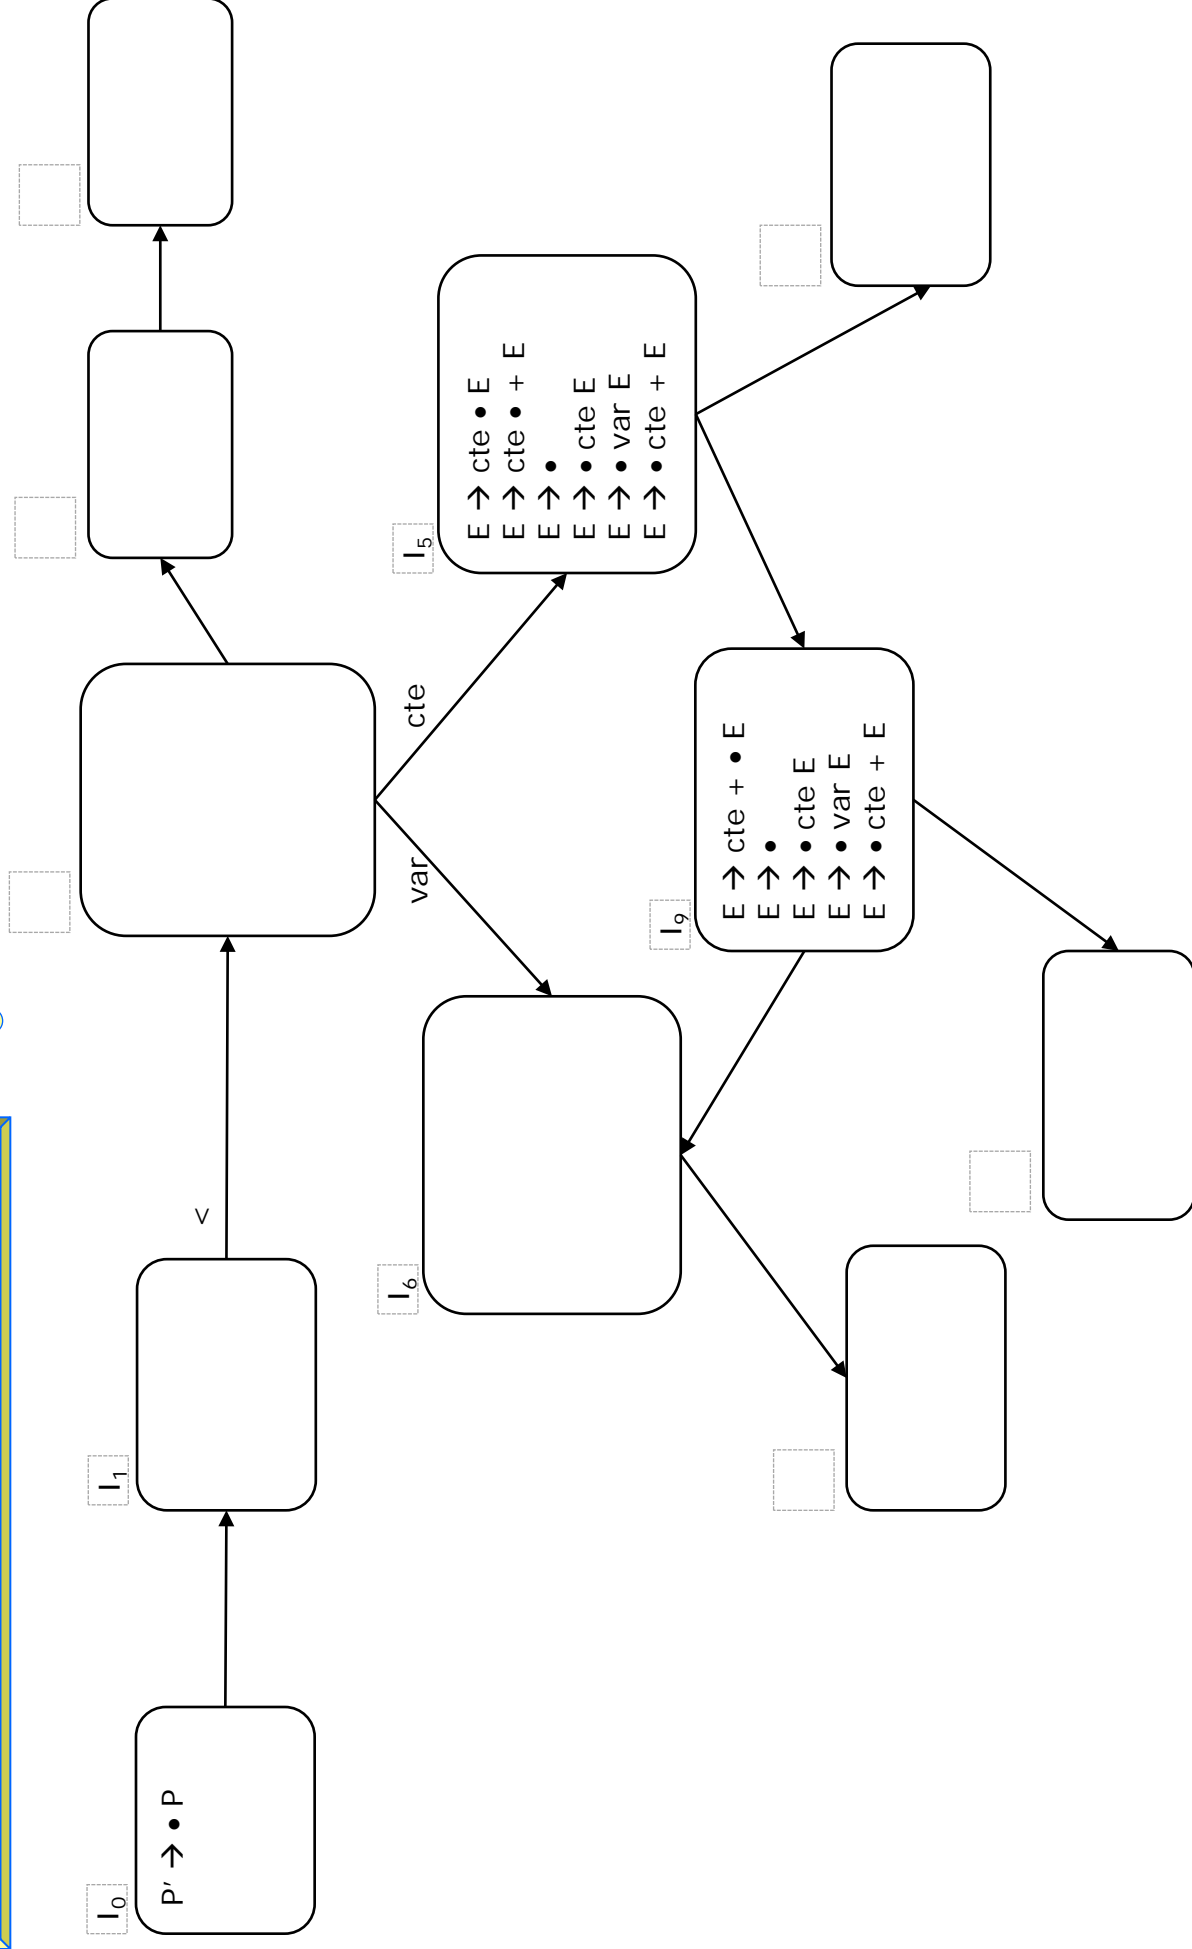 I0
P’ → • P
I1
<
var
cte
I6
I5
E → cte • E
E → cte • + E
E → •
E → • cte E
E → • var E
E → • cte + E
I9
E → cte + • E
E → •
E → • cte E
E → • var E
E → • cte + E